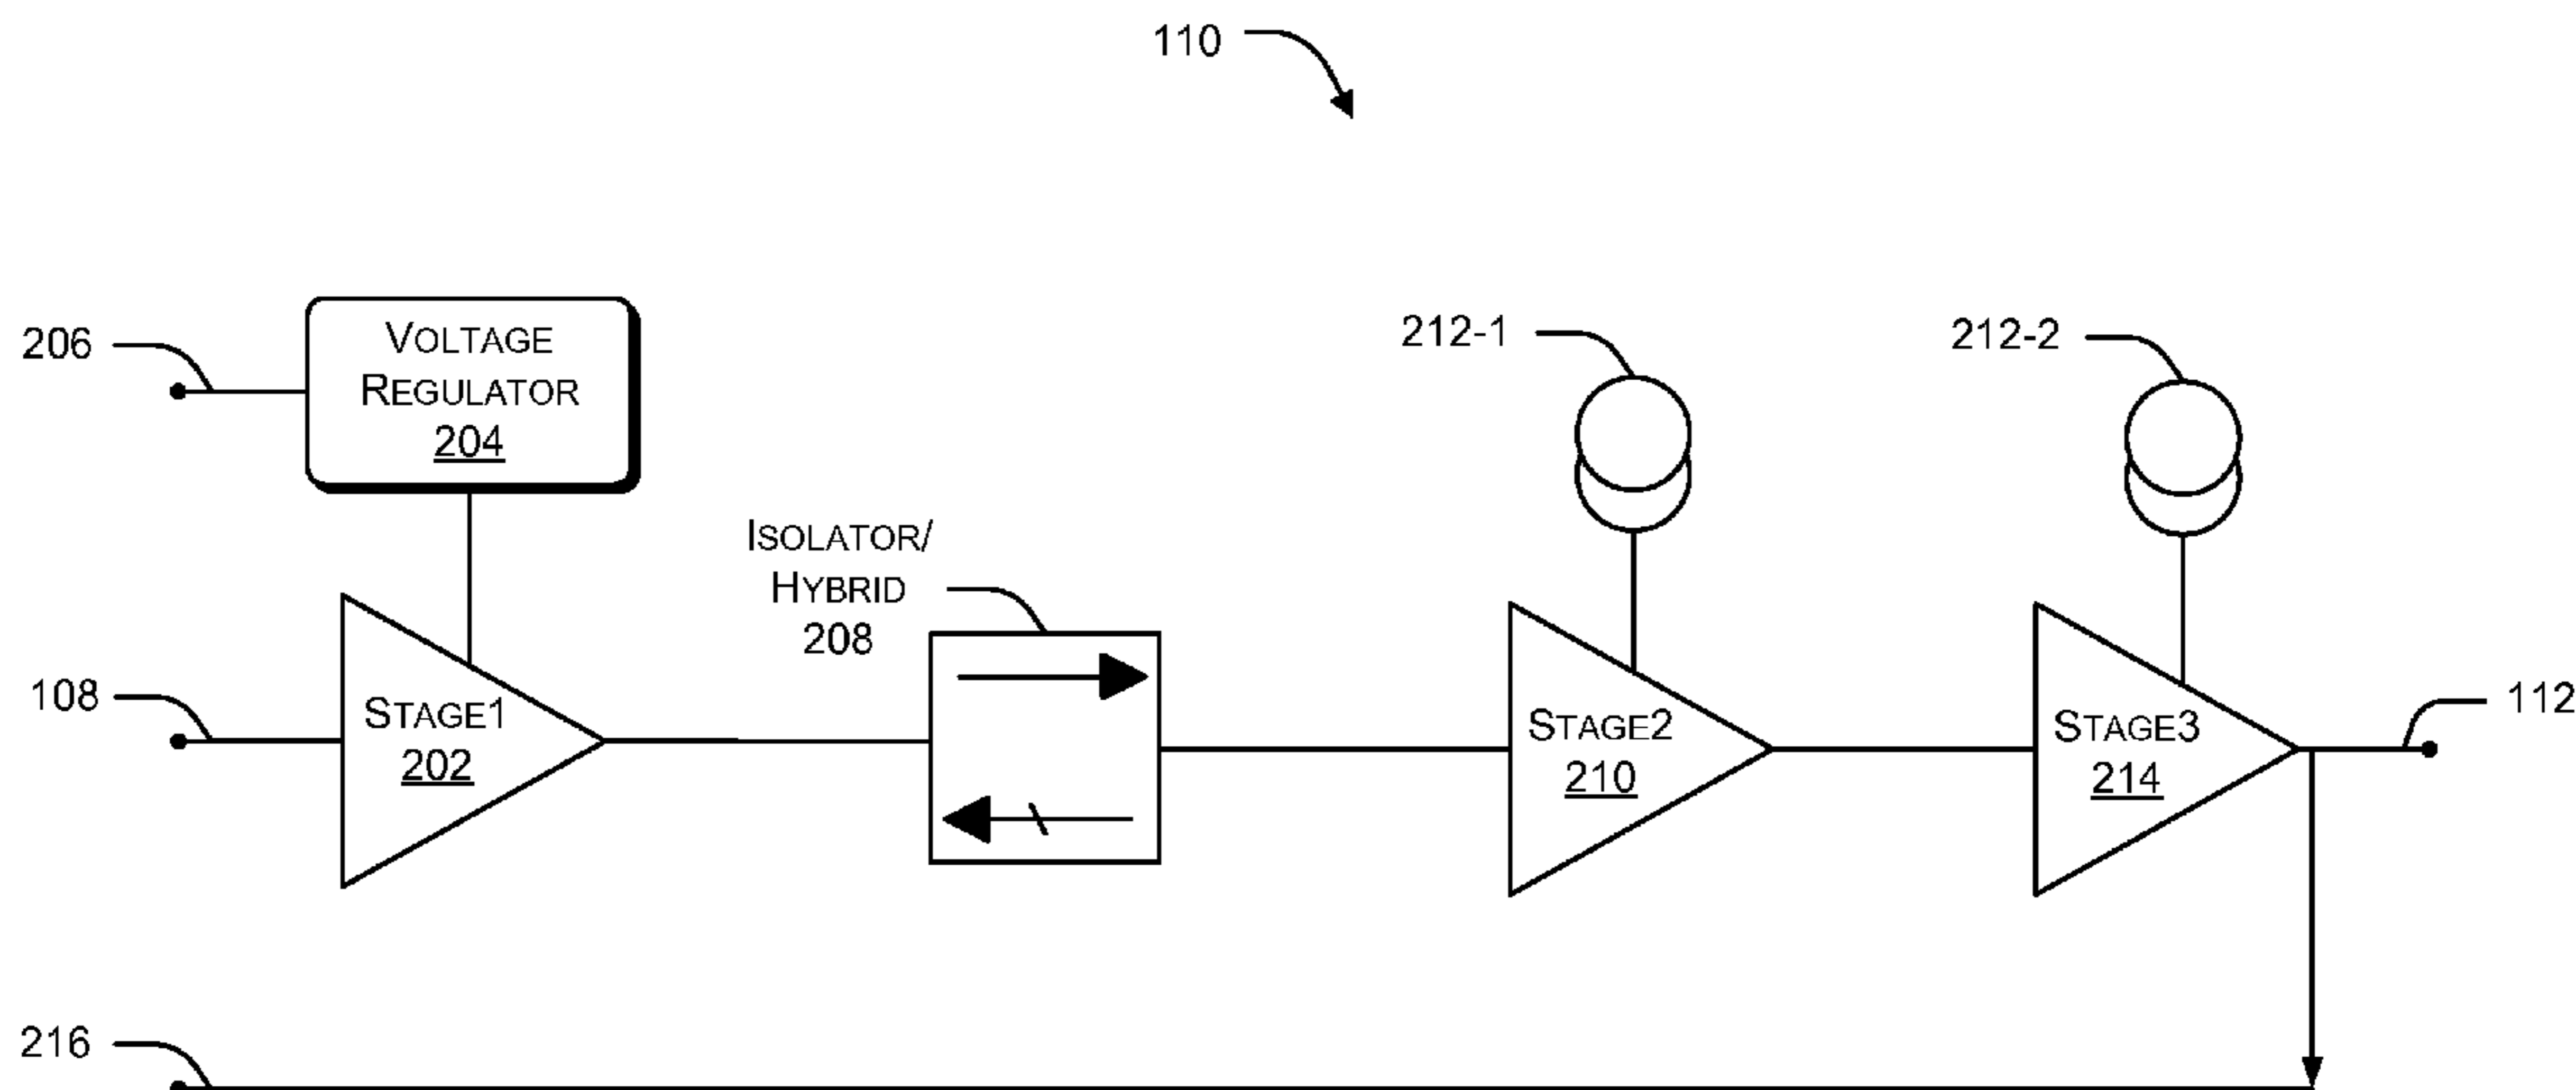 110
206
VOLTAGE
REGULATOR
204
212-1
212-2
ISOLATOR/
HYBRID
208
108
STAGE1
202
STAGE2
210
STAGE3
214
112
216